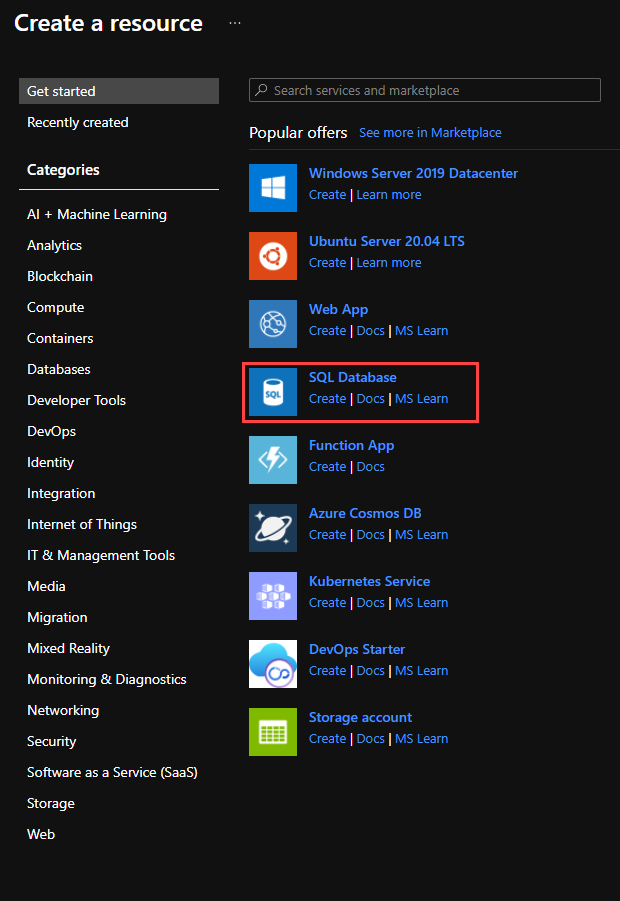 Create a resource ...
Get started
Recently created
Categories
AI + Machine Learning
Analytics
Blockchain
Compute
Containers
Databases
Developer Tools
DevOps
Identity
Integration
Internet of Things
IT & Management Tools
Media
Migration
Mixed Reality
Monitoring & Diagnostics
Networking
Security
Software as a Service (SaaS)
Storage
Web
Search services and marketplace
Popular offers See more in Marketplace
Windows Server 2019 Datacenter
Create | Learn more
Ubuntu Server 20.04 LTS
Create | Learn more
Web App
Create | Docs | MS Learn
SQL
SQL Database
Create | Docs | MS Learn
Function App
Create | Docs
Azure Cosmos DB
Create | Docs | MS Learn
Kubernetes Service
Create | Docs | MS Learn
DevOps Starter
Create | Docs | MS Learn
Storage account
Create | Docs | MS Learn